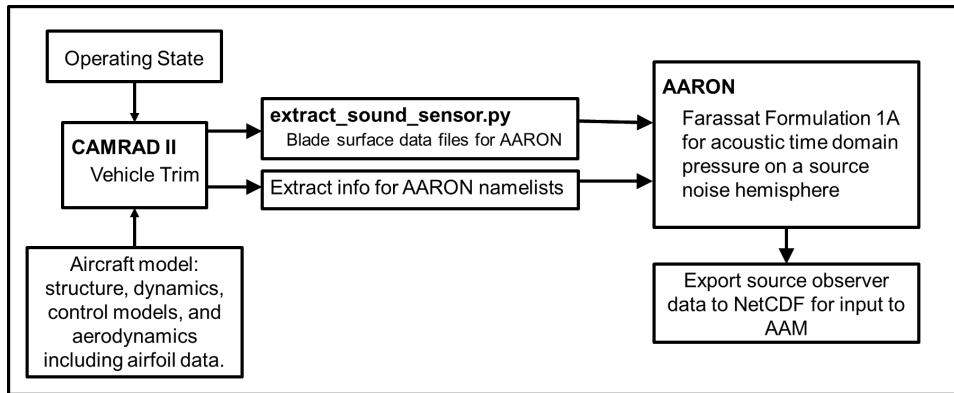 Operating State
CAMRAD II
Vehicle Trim
Aircraft model:
structure, dynamics,
control models, and
aerodynamics
including airfoil data.
extract_sound_sensor.py
Blade surface data files for AARON
Extract info for AARON namelists
AARON
Farassat Formulation 1A
for acoustic time domain
pressure on a source
noise hemisphere
Export source observer
data to NetCDF for input to
AAM